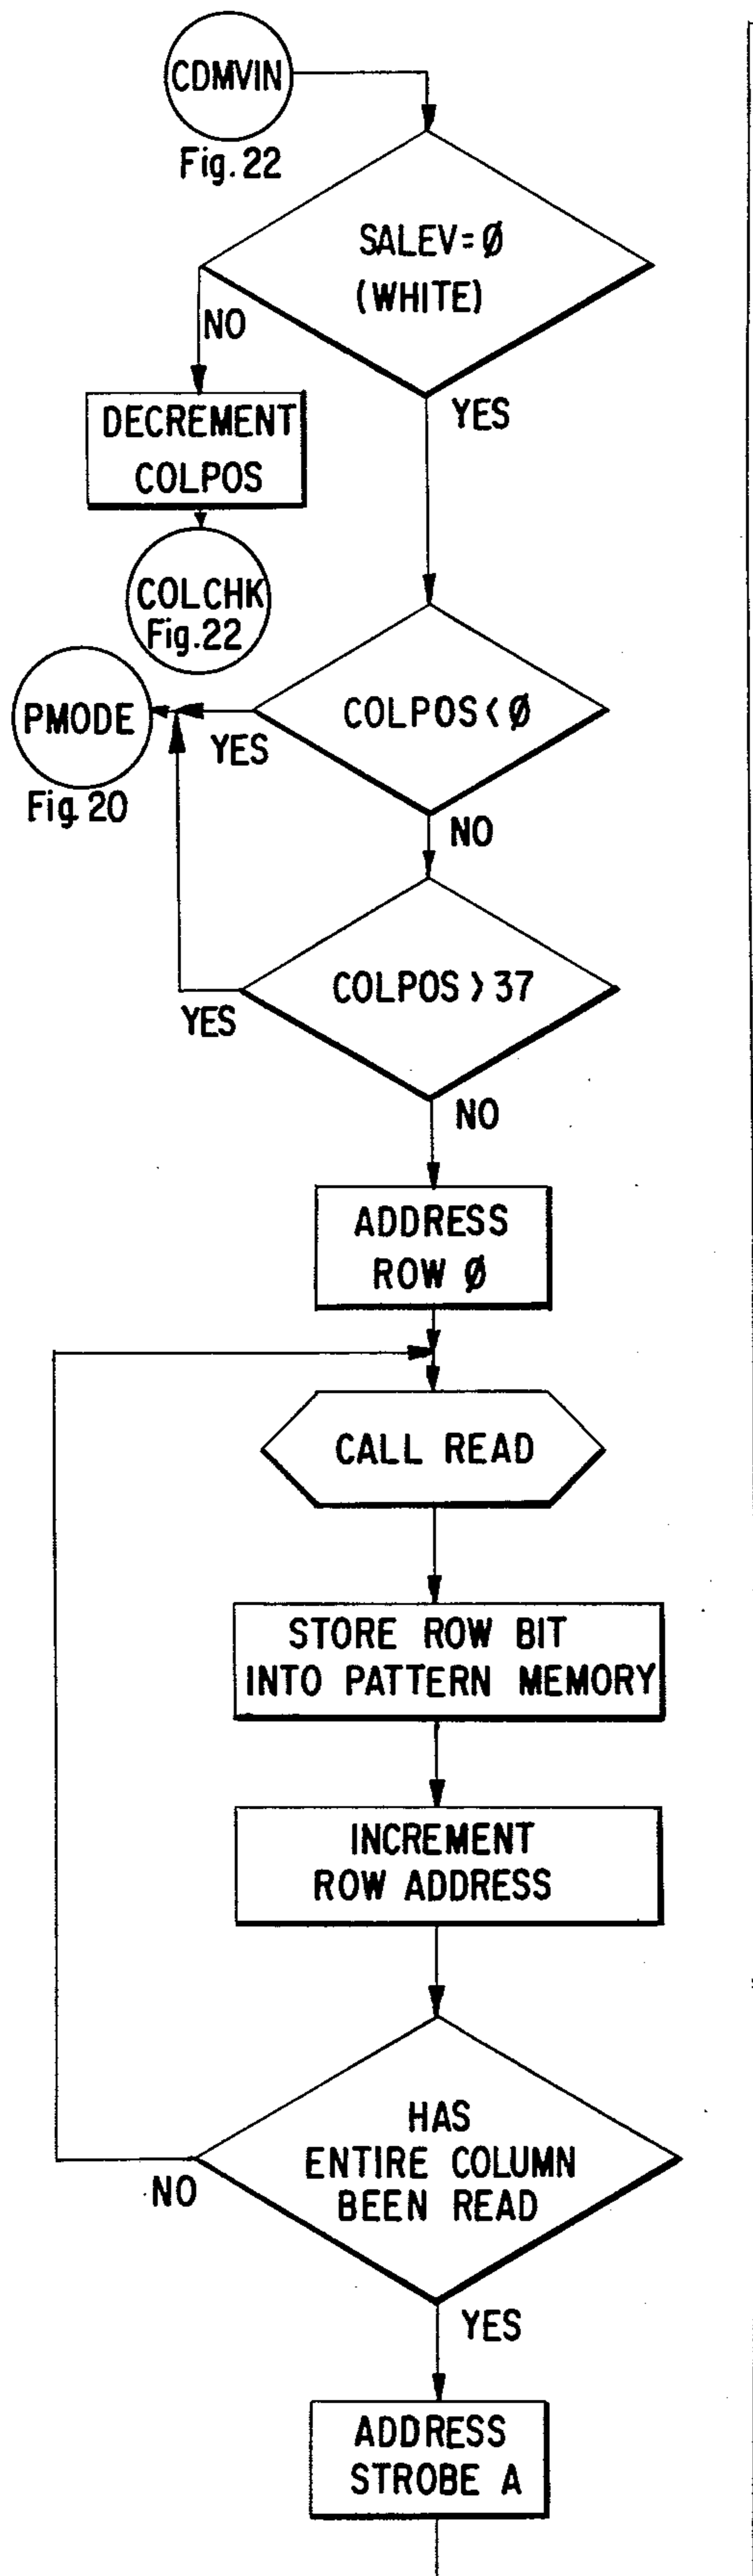 CDMVIN
Fig. 22
SALEV=Ø
(WHITE)
NO
YES
DECREMENT
COLPOS
COLCHK
Fig. 22
PMODE
Fig. 20
COLPOS < Ø
YES
NO
COLPOS > 37
YES
NO
ADDRESS
ROW Ø
CALL READ
STORE ROW BIT
INTO PATTERN MEMORY
INCREMENT
ROW ADDRESS
HAS
ENTIRE COLUMN
BEEN READ
NO
YES
ADDRESS
STROBE A